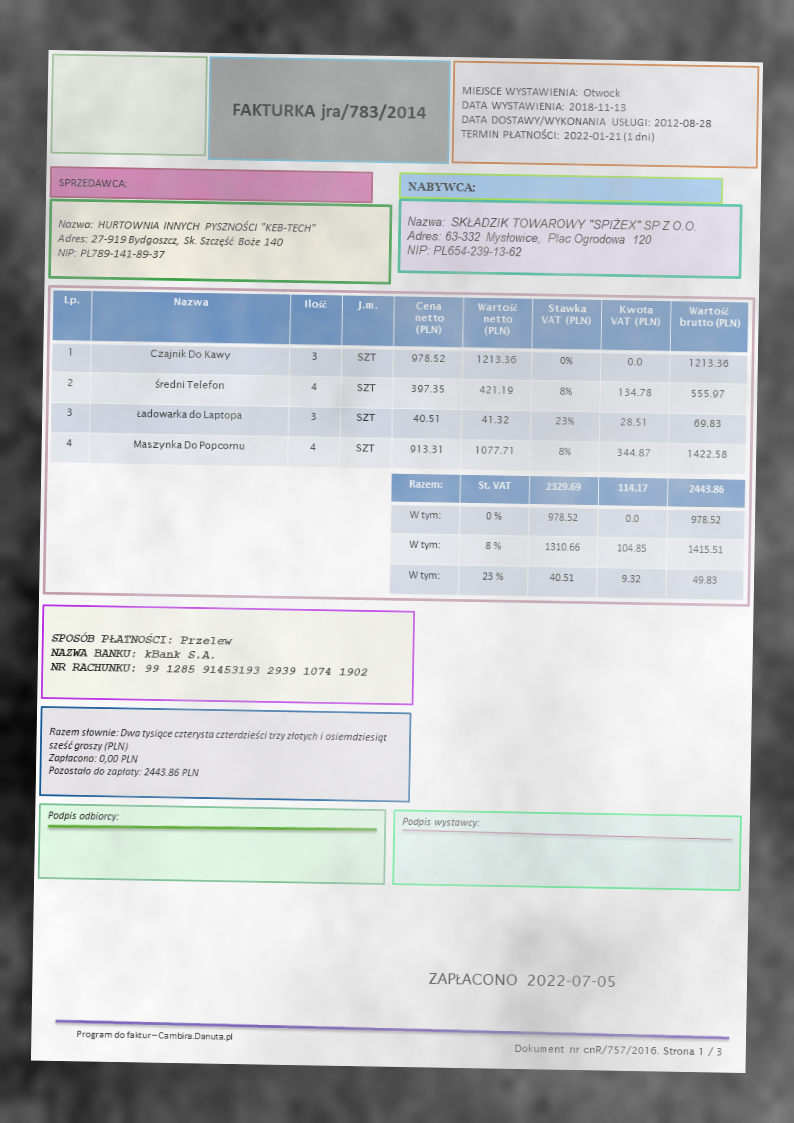 FAKTURKA jra/783/2014
MIEJSCE WYSTAWIENIA: Otwock
DATA WYSTAWIENIA: 2018-11-13
DATA DOSTAWY/WYKONANIA USŁUGI: 2012-08-28
TERMIN PŁATNOŚCI: 2022-01-21 (1 dni)
SPRZEDAWCA:
NABYWCA:
Nazwa: HURTOWNIA INNYCH PYSZNOŚCI "KEB-TECH"
Adres: 27-919 Bydgoszcz, Sk. Szczęść Boże 140
NIP: PL789-141-89-37
Nazwa: SKŁADZIK TOWAROWY "SPIŻEX" SP Z O.O.
Adres: 63-332 Mysłowice, Plac Ogrodowa 120
NIP: PL654-239-13-62
Lp. Nazwa Ilość J.m. Cena netto (PLN) Wartość netto (PLN) Stawka VAT (PLN) Kwota VAT (PLN) Wartość brutto (PLN)
1 Czajnik Do Kawy 3 SZT 978.52 1213.36 0% 0.0 1213.36
2 Średni Telefon 4 SZT 397.35 421.19 8% 134.78 555.97
3 Ładowarka do Laptopa 3 SZT 40.51 41.32 23% 28.51 69.83
4 Maszynka Do Popcornu 4 SZT 913.31 1077.71 8% 344.87 1422.58
Razem: St. VAT 2329.69 114.17 2443.86
W tym: 0 % 978.52 0.0 978.52
W tym: 8 % 1310.66 104.85 1415.51
W tym: 23 % 40.51 9.32 49.83
SPOSÓB PŁATNOŚCI: Przelew
NAZWA BANKU: kBank S.A.
NR RACHUNKU: 99 1285 91453193 2939 1074 1902
Razem słownie: Dwa tysiące czterysta czterdzieści trzy złotych i osiemdziesiąt
sześć groszy (PLN)
Zapłacono: 0,00 PLN
Pozostało do zapłaty: 2443.86 PLN
Podpis odbiorcy:
Podpis wystawcy:
ZAPŁACONO 2022-07-05
Program do faktur – Cambira.Danuta.pl
Dokument nr cnR/757/2016. Strona 1 / 3